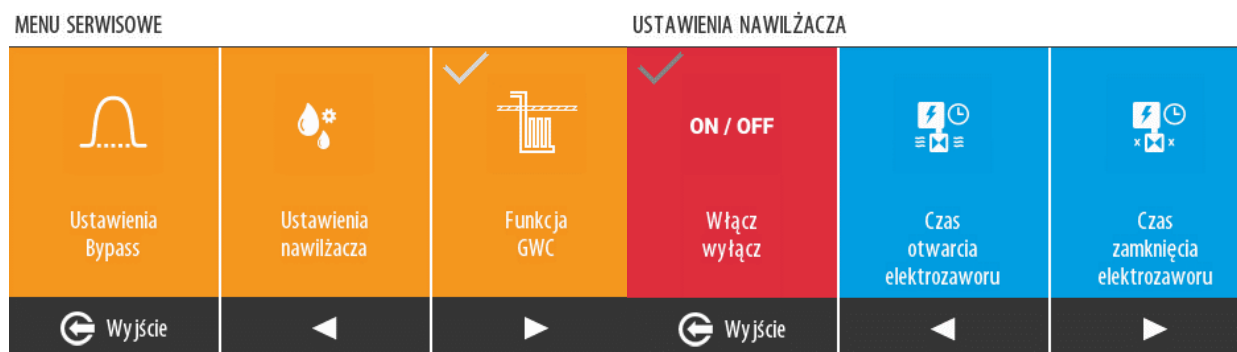 MENU SERWISOWE
Ustawienia
Bypass
Ustawienia
nawilżacza
Funkcja
GWC
Wyjście
USTAWIENIA NAWILŻACZA
ON / OFF
Włącz
wyłącz
Czas
otwarcia
elektrozaworu
Czas
zamknięcia
elektrozaworu
Wyjście